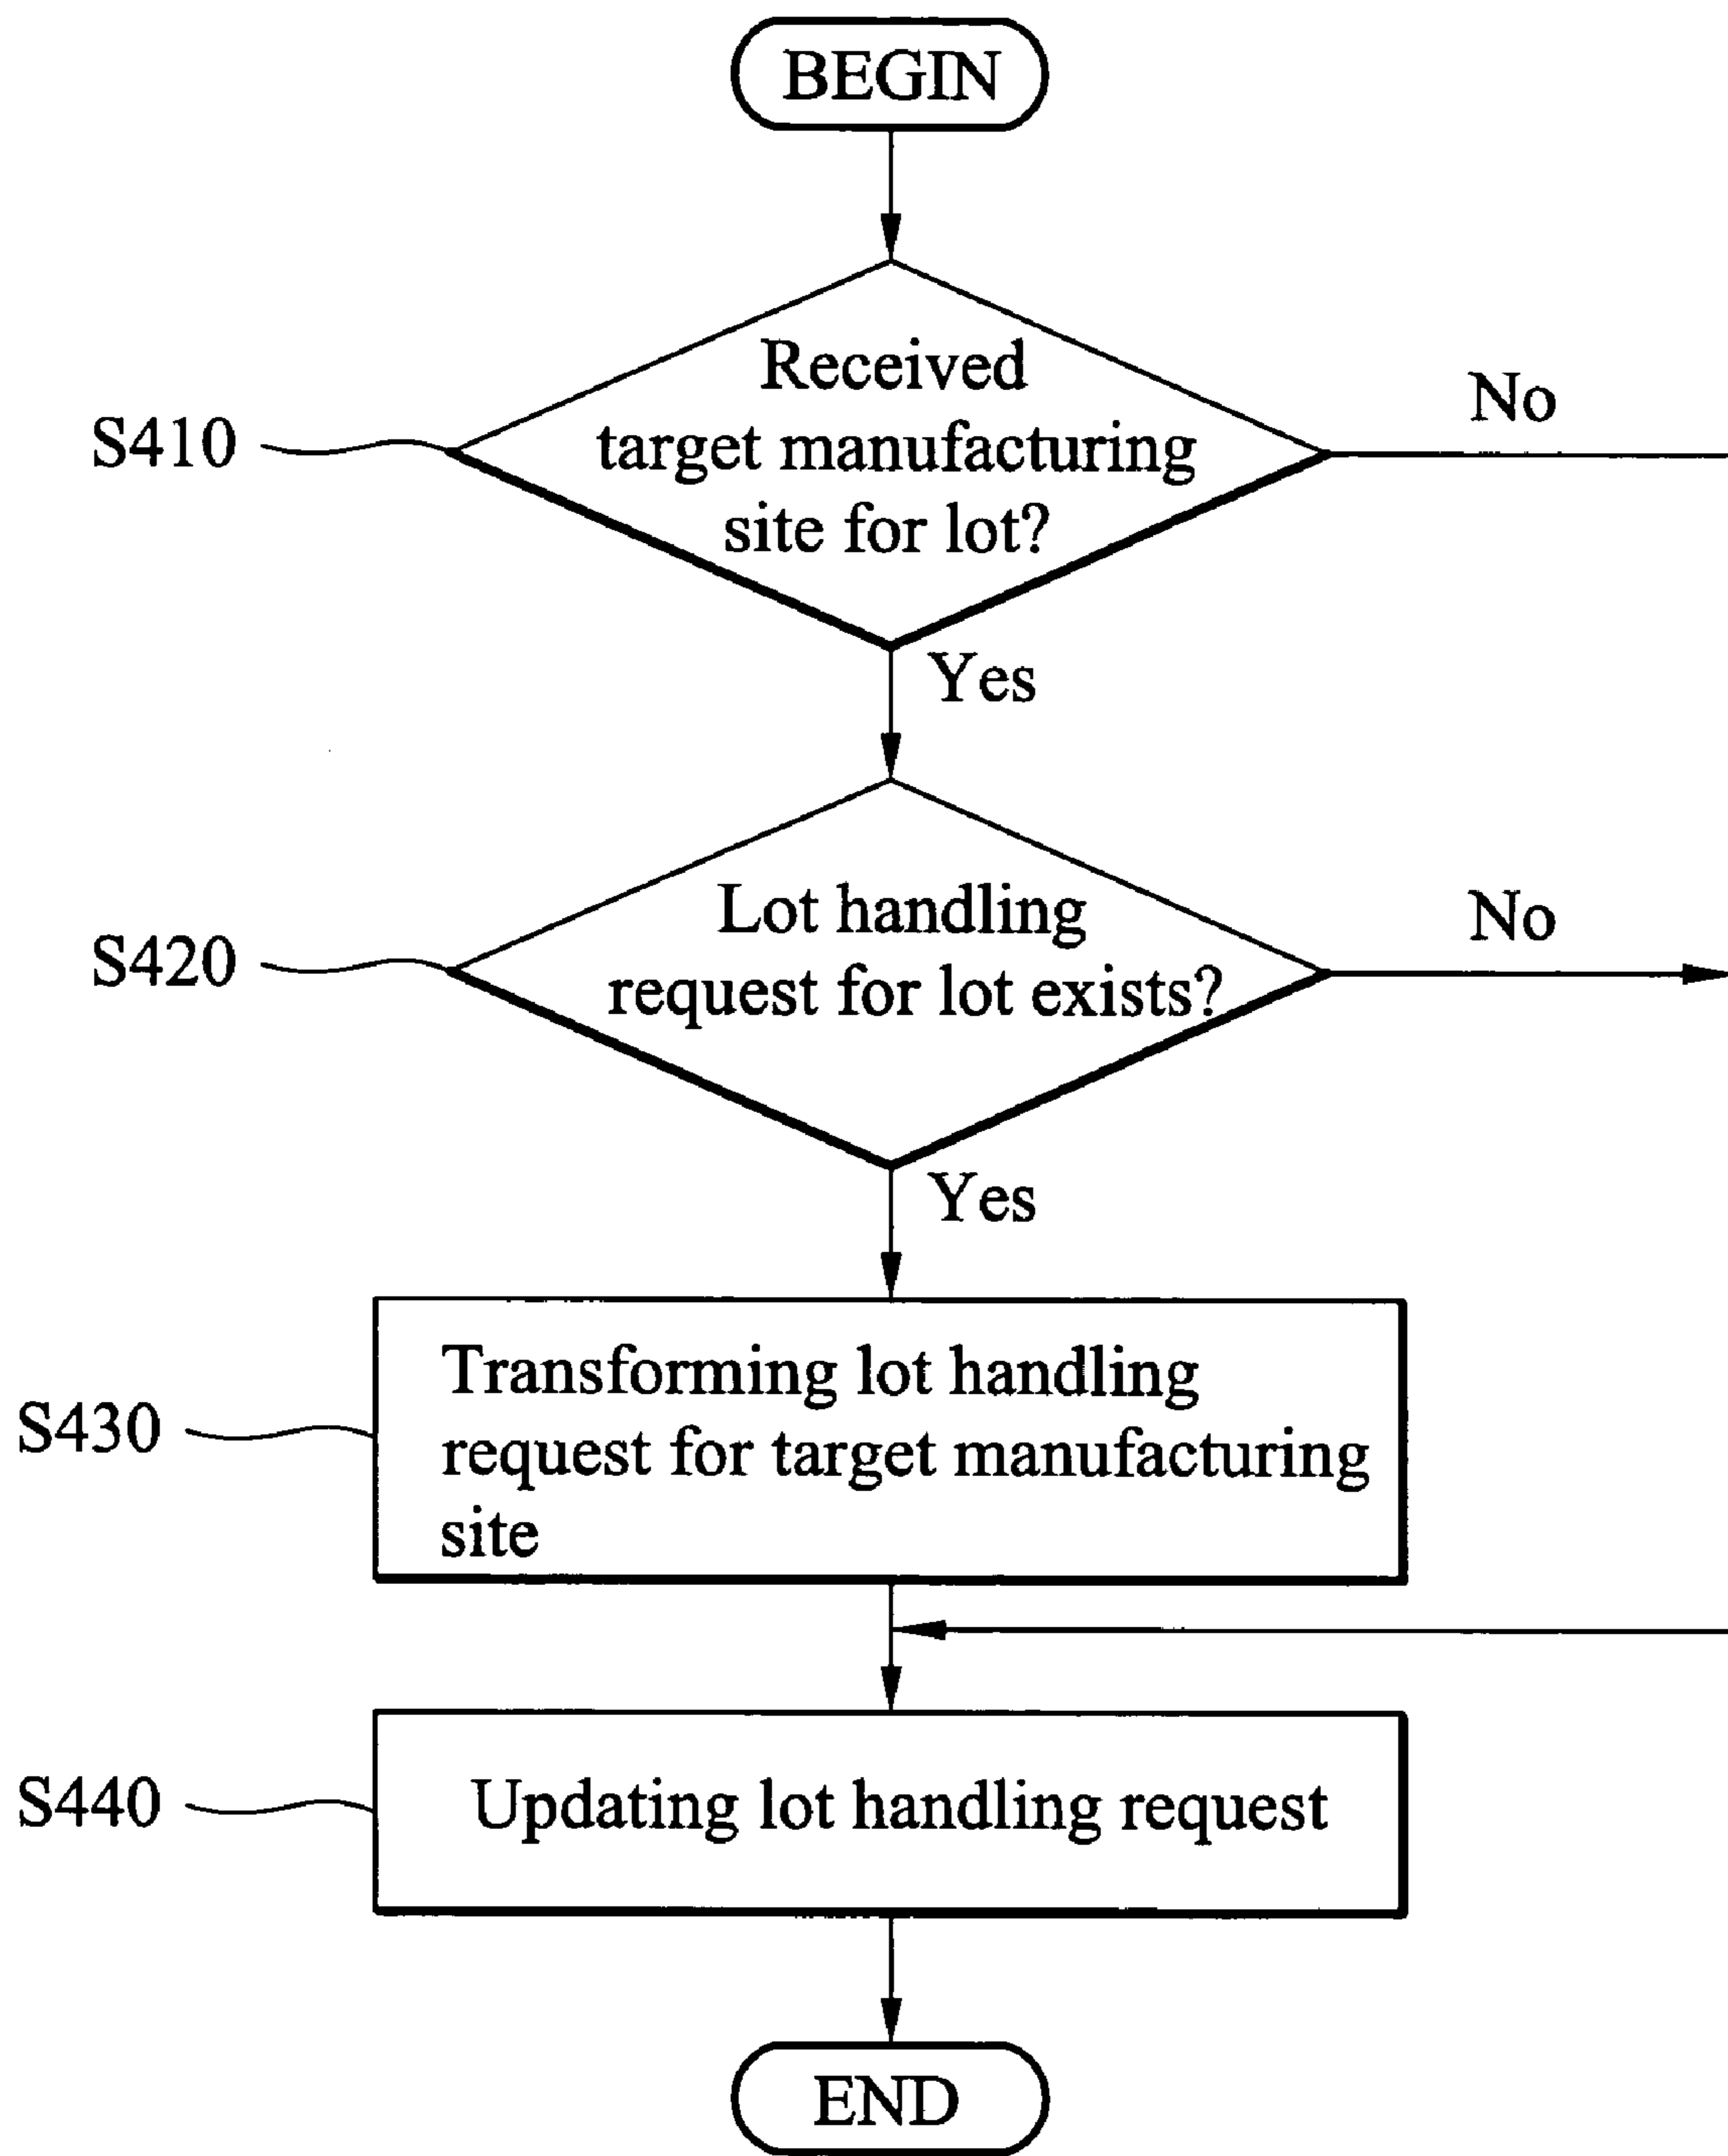 BEGIN
Received
target manufacturing
site for lot?
No
S410
Yes
Lot handling
request for lot exists?
No
S420
Yes
Transforming lot handling
request for target manufacturing
site
S430
Updating lot handling request
S440
END